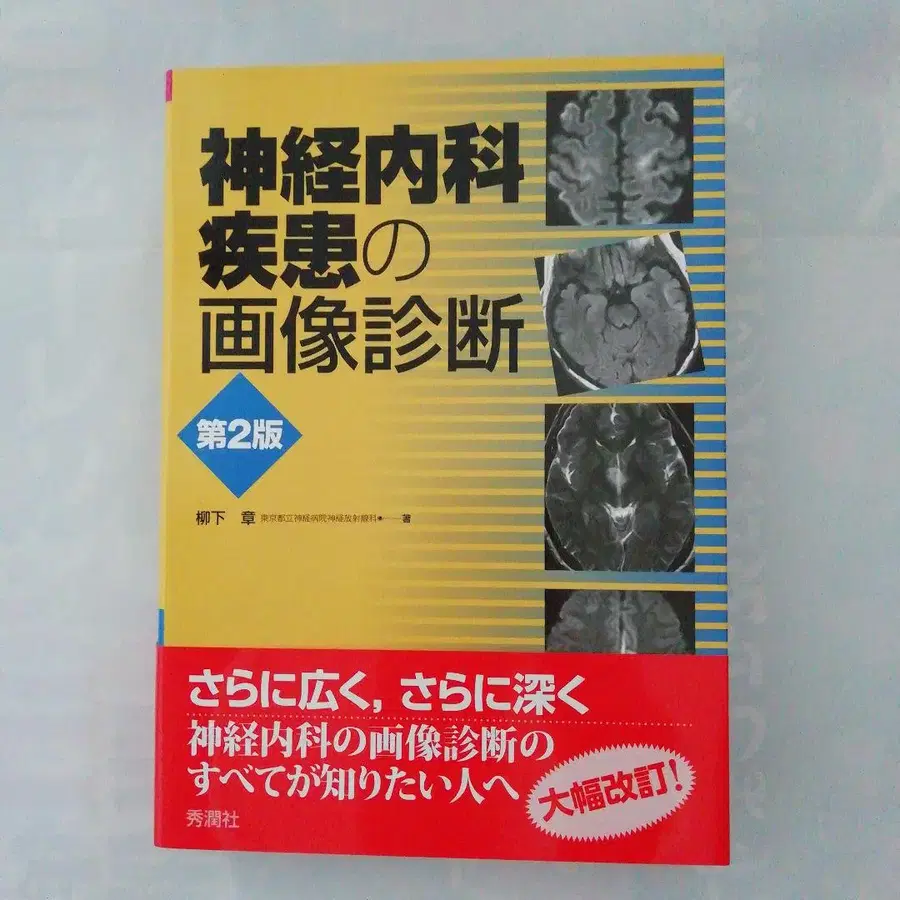 神経内科
疾患の
画像診断
第2版
柳下 章 東京都立神経病院神経放射線科●──著
さらに広く, さらに深く
神経内科の画像診断の
すべてが知りたい人へ
大幅改訂!
秀潤社